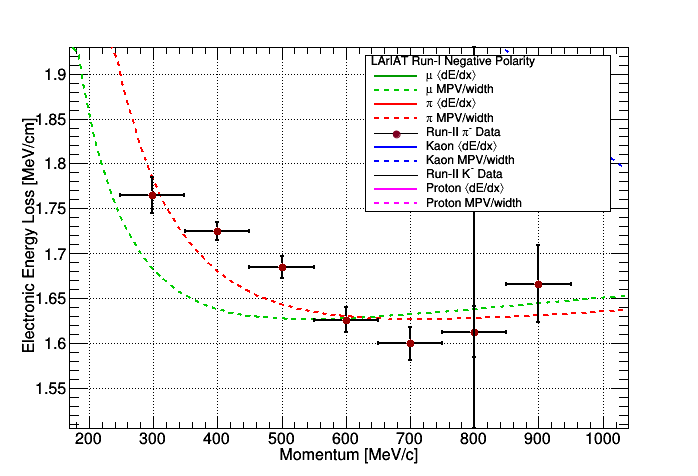 LArIAT Run-I Negative Polarity
μ ⟨dE/dx⟩
μ MPV/width
π ⟨dE/dx⟩
π MPV/width
Run-II π⁻ Data
Kaon ⟨dE/dx⟩
Kaon MPV/width
Run-II K⁻ Data
Proton ⟨dE/dx⟩
Proton MPV/width
Electronic Energy Loss [MeV/cm]
1.9
1.85
1.8
1.75
1.7
1.65
1.6
1.55
200 300 400 500 600 700 800 900 1000
Momentum [MeV/c]